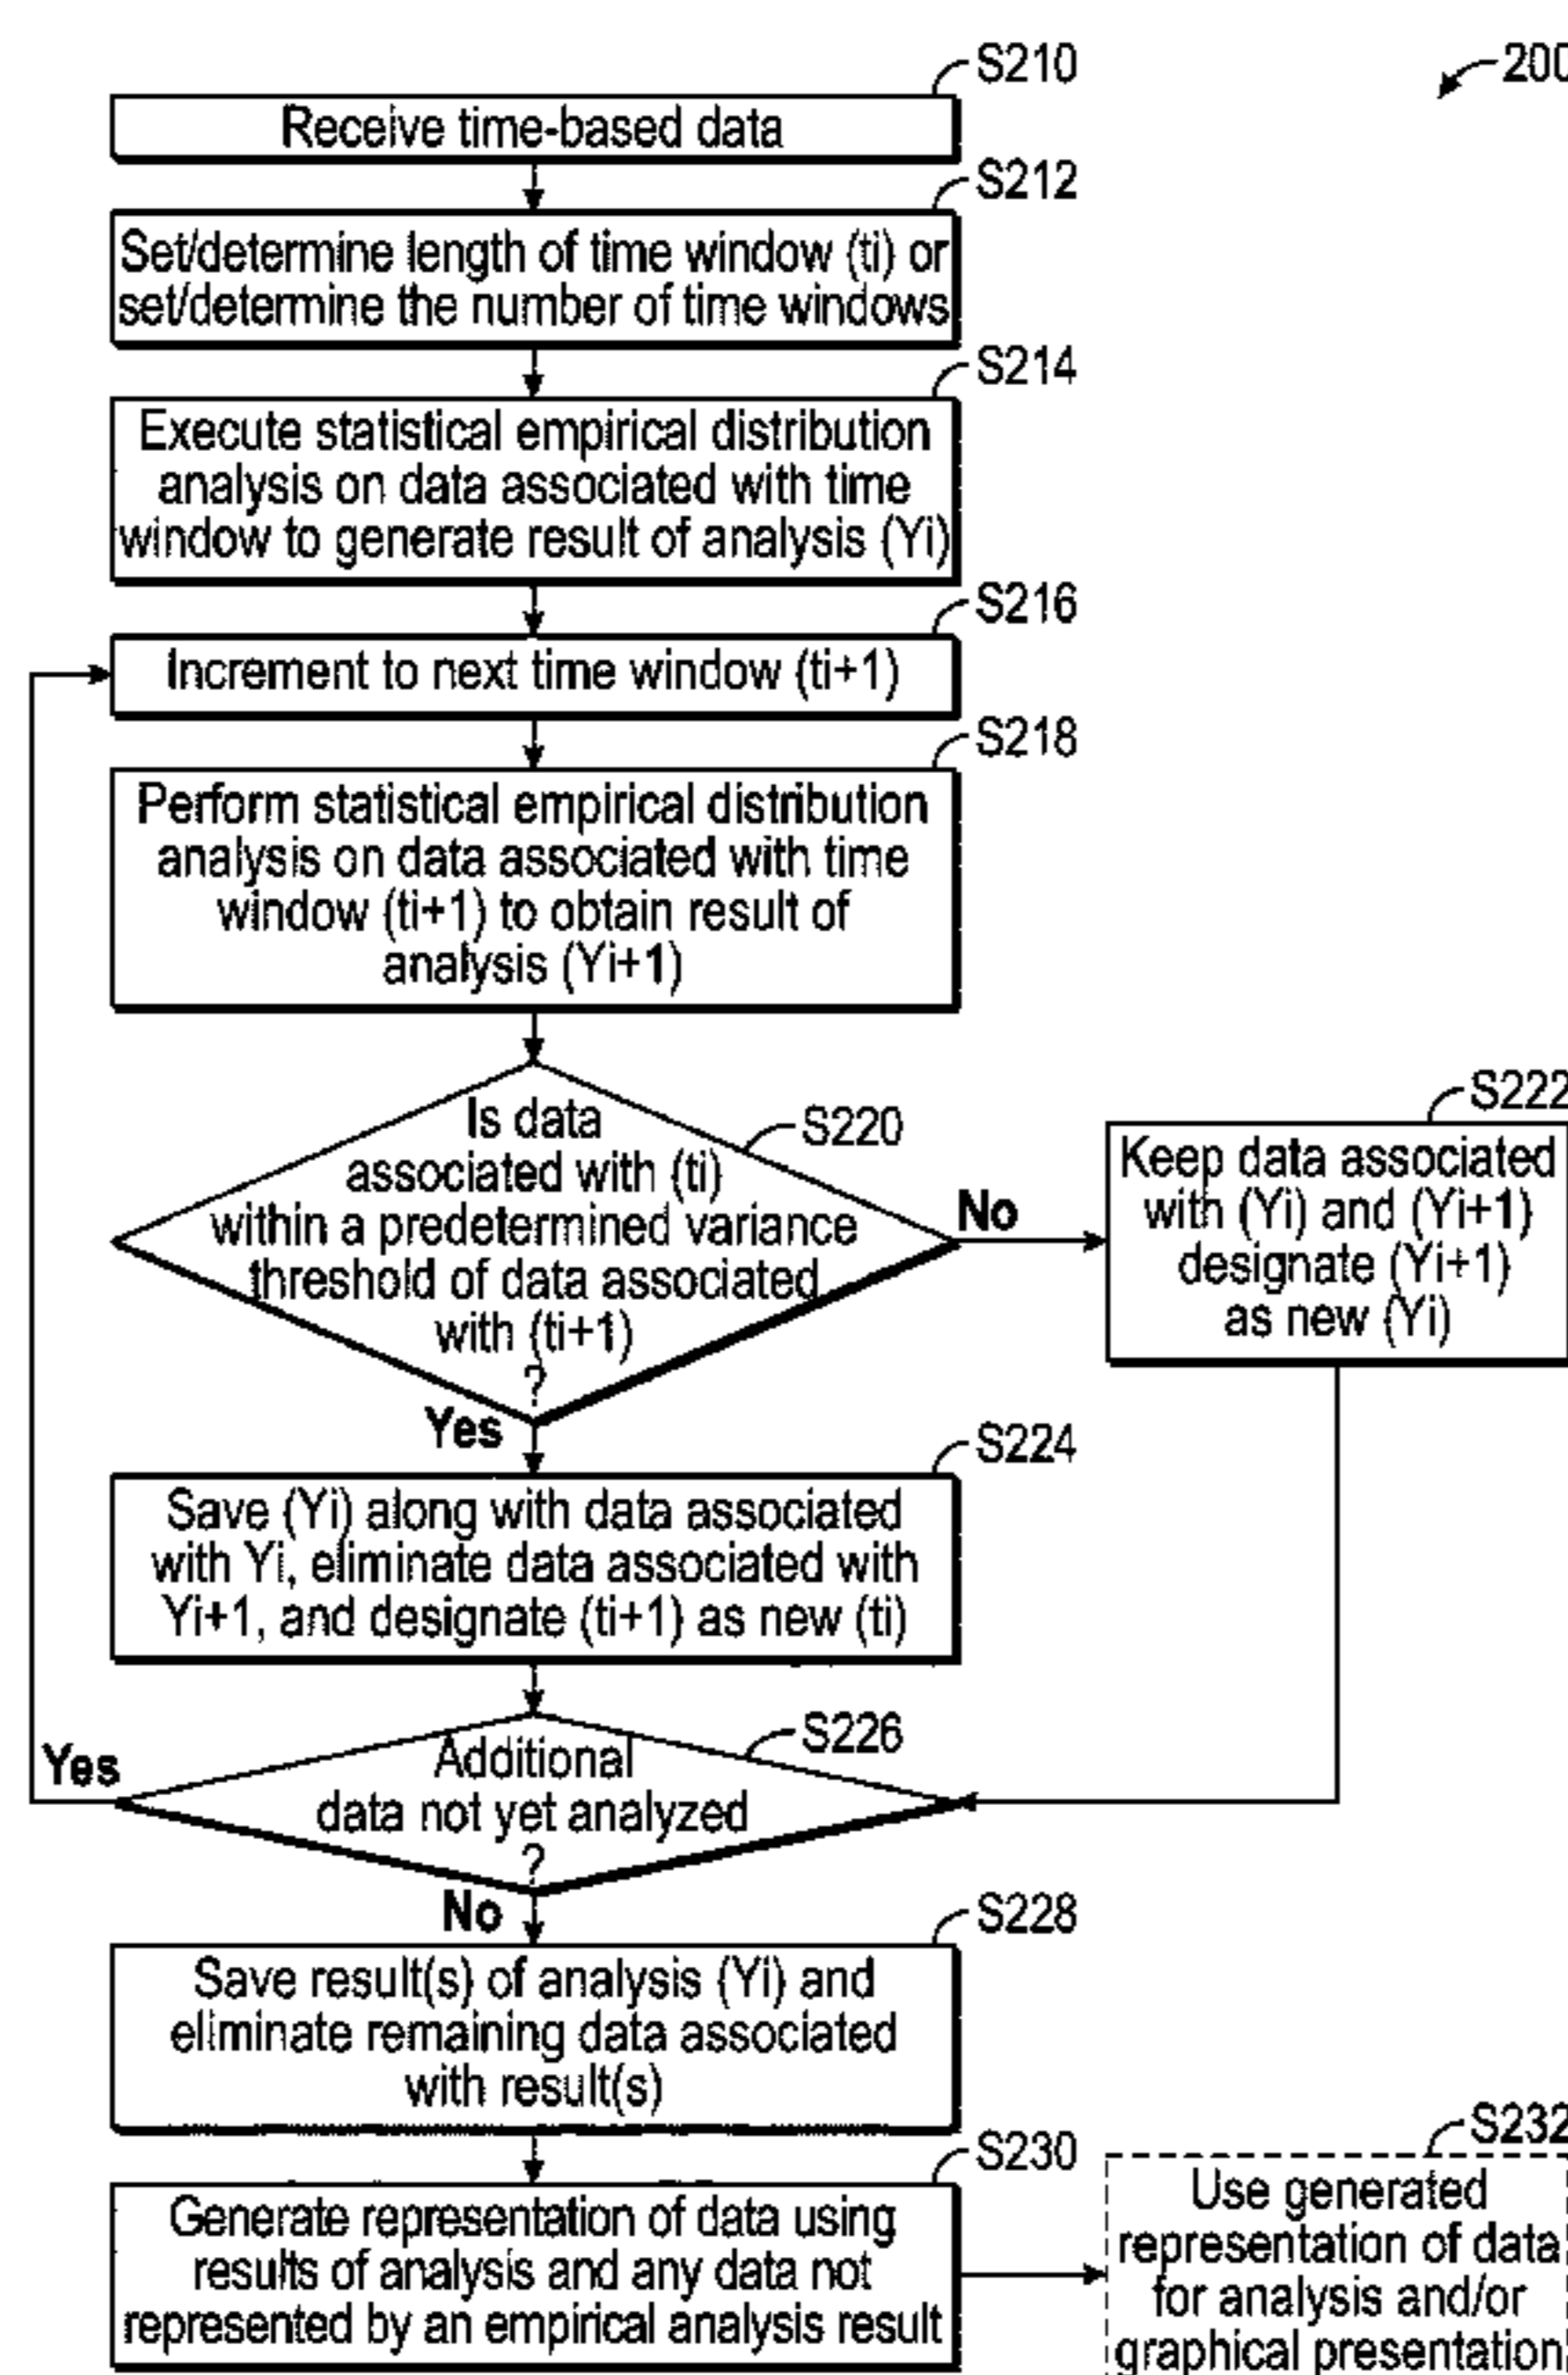 S210
200
Receive time-based data
S212
Set/determine length of time window (ti) or
set/determine the number of time windows
S214
Execute statistical empirical distribution
analysis on data associated with time
window to generate result of analysis (Yi)
S216
Increment to next time window (ti+1)
S218
Perform statistical empirical distribution
analysis on data associated with time
window (ti+1) to obtain result of
analysis (Yi+1)
S220
Is data
associated with (ti)
within a predetermined variance
threshold of data associated
with (ti+1)
?
No
S222
Keep data associated
with (Yi) and (Yi+1)
designate (Yi+1)
as new (Yi)
Yes
S224
Save (Yi) along with data associated
with Yi, eliminate data associated with
Yi+1, and designate (ti+1) as new (ti)
S226
Yes
Additional
data not yet analyzed
?
No
S228
Save result(s) of analysis (Yi) and
eliminate remaining data associated
with result(s)
S230
Generate representation of data using
results of analysis and any data not
represented by an empirical analysis result
S232
Use generated
representation of data
for analysis and/or
graphical presentation